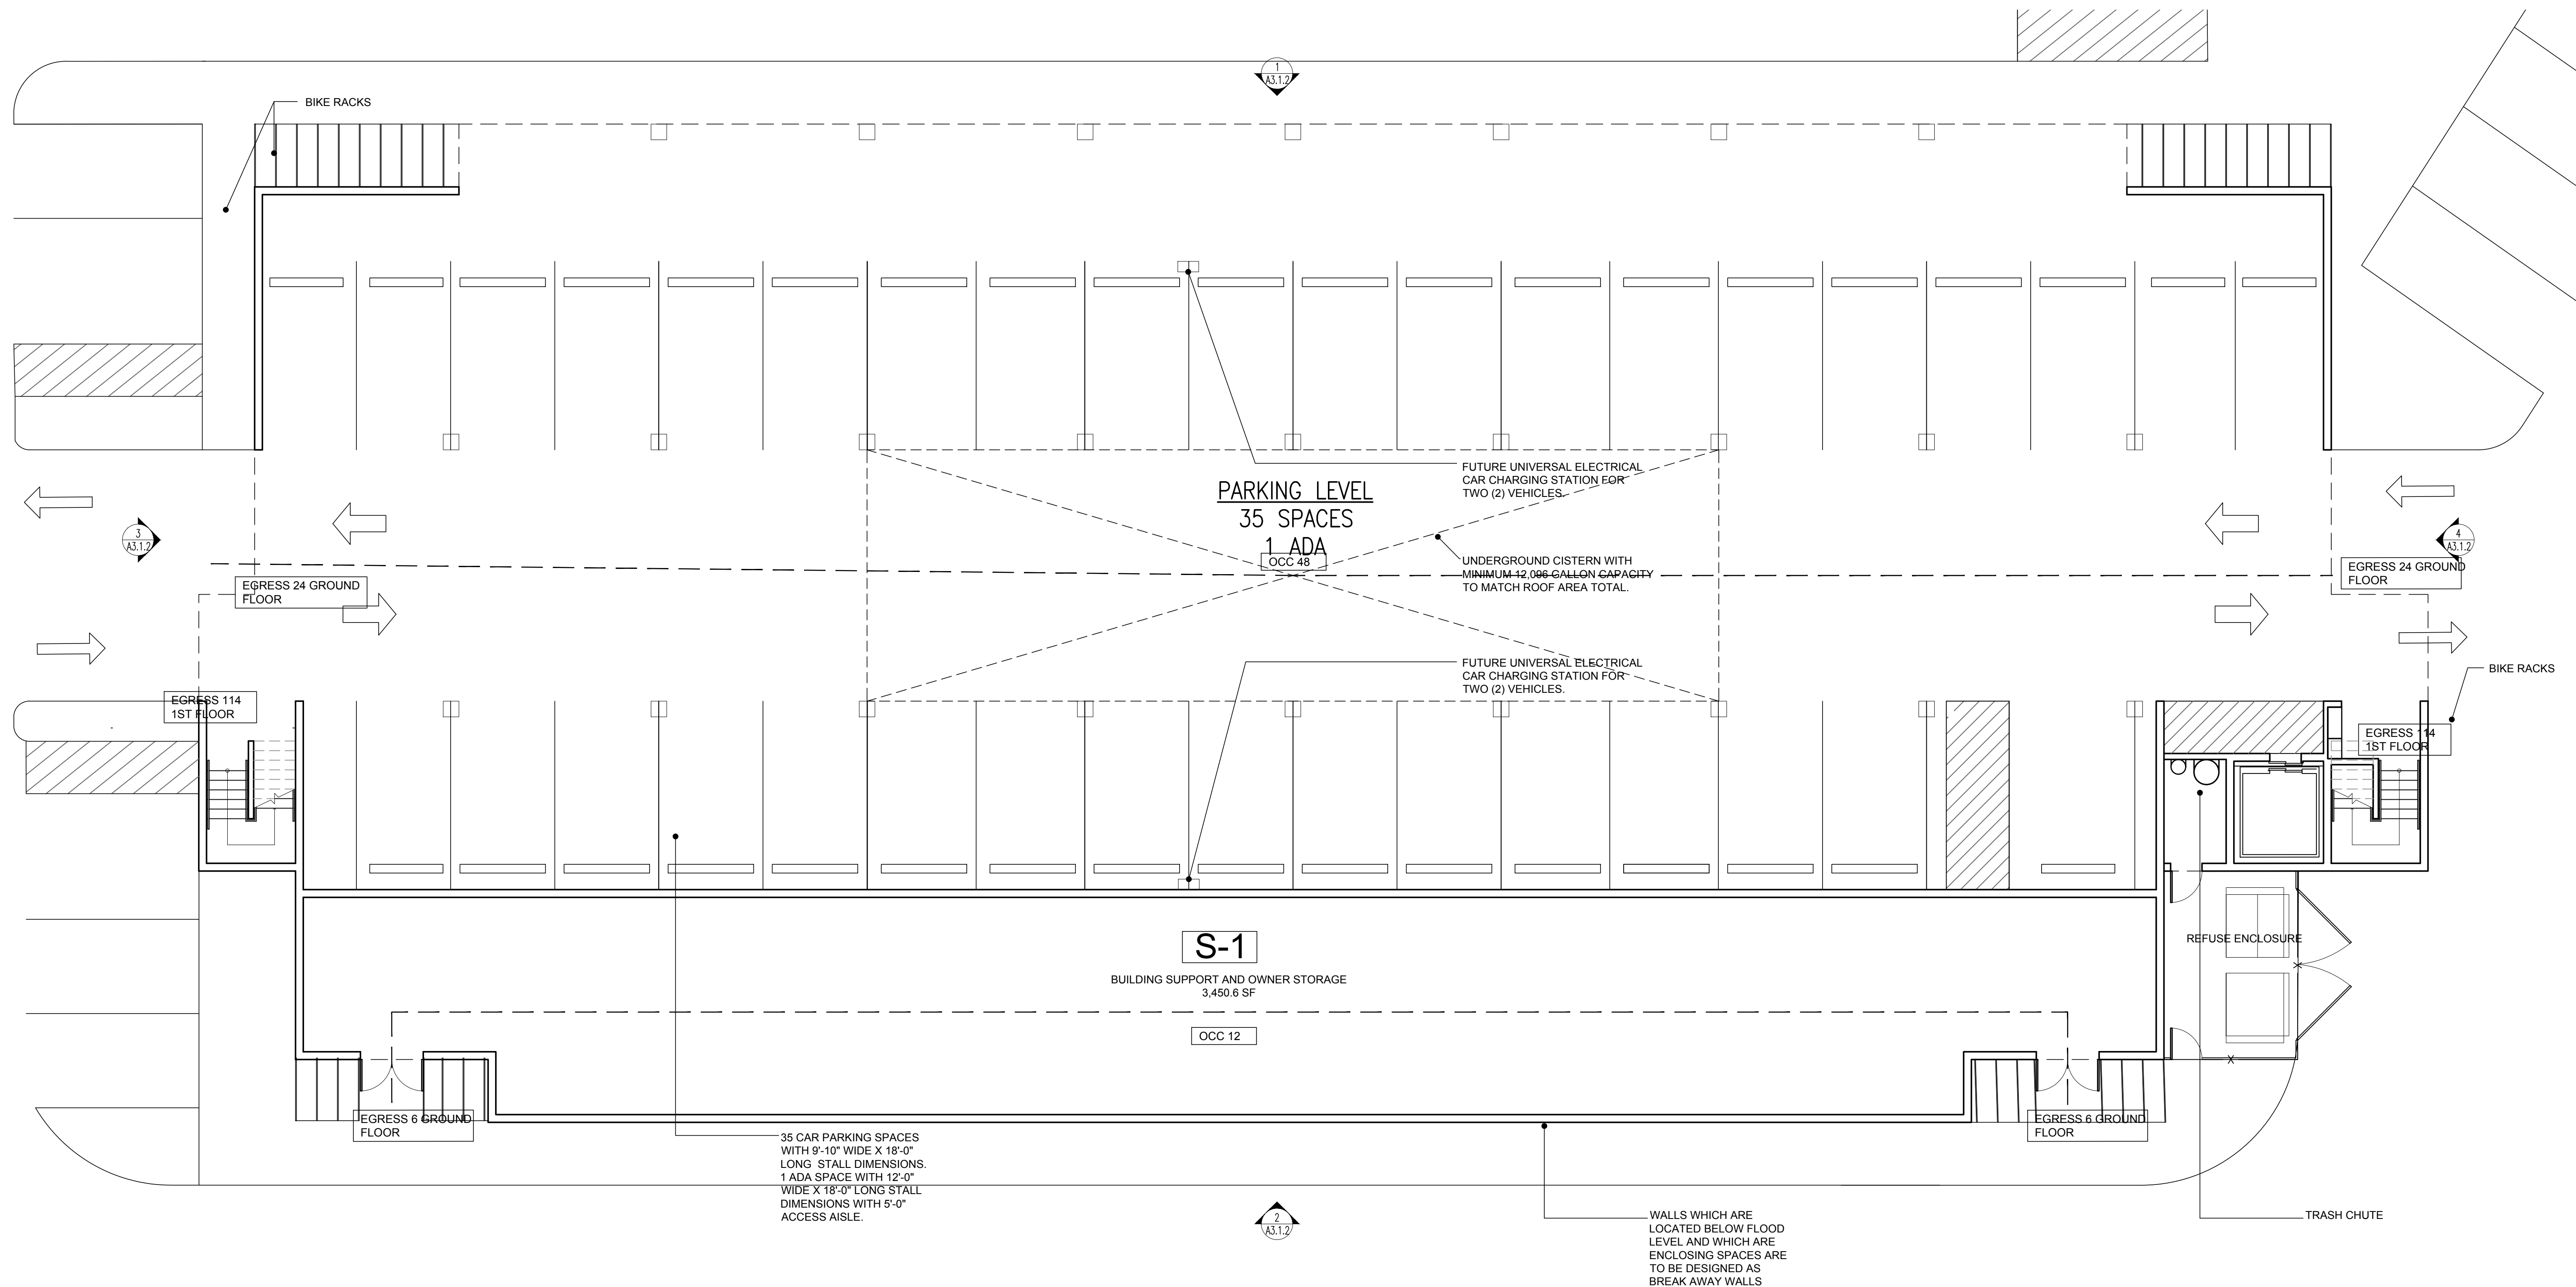 1
A3.1.2
BIKE RACKS
FUTURE UNIVERSAL ELECTRICAL
CAR CHARGING STATION FOR
TWO (2) VEHICLES.
PARKING LEVEL
35 SPACES
1 ADA
OCC 48
3
A3.1.2
4
A3.1.2
UNDERGROUND CISTERN WITH
MINIMUM 12,096 GALLON CAPACITY
TO MATCH ROOF AREA TOTAL.
EGRESS 24 GROUND
FLOOR
EGRESS 24 GROUND
FLOOR
FUTURE UNIVERSAL ELECTRICAL
CAR CHARGING STATION FOR
TWO (2) VEHICLES.
BIKE RACKS
EGRESS 114
1ST FLOOR
EGRESS 114
1ST FLOOR
S-1
REFUSE ENCLOSURE
BUILDING SUPPORT AND OWNER STORAGE
3,450.6 SF
OCC 12
EGRESS 6 GROUND
FLOOR
EGRESS 6 GROUND
FLOOR
35 CAR PARKING SPACES
WITH 9'-10" WIDE X 18'-0"
LONG STALL DIMENSIONS.
1 ADA SPACE WITH 12'-0"
WIDE X 18'-0" LONG STALL
DIMENSIONS WITH 5'-0"
ACCESS AISLE.
2
A3.1.2
WALLS WHICH ARE
LOCATED BELOW FLOOD
LEVEL AND WHICH ARE
ENCLOSING SPACES ARE
TO BE DESIGNED AS
BREAK AWAY WALLS
TRASH CHUTE